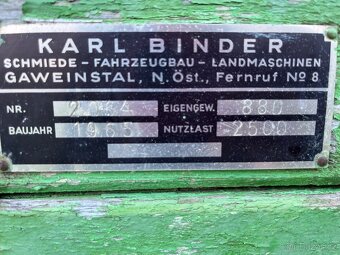 KARL BINDER
SCHMIEDE - FAHRZEUGBAU - LANDMASCHINEN
GAWEINSTAL, N.Öst., Fernruf No 8
NR. EIGENGEW. 880
BAUJAHR 1965 NUTZLAST 2500